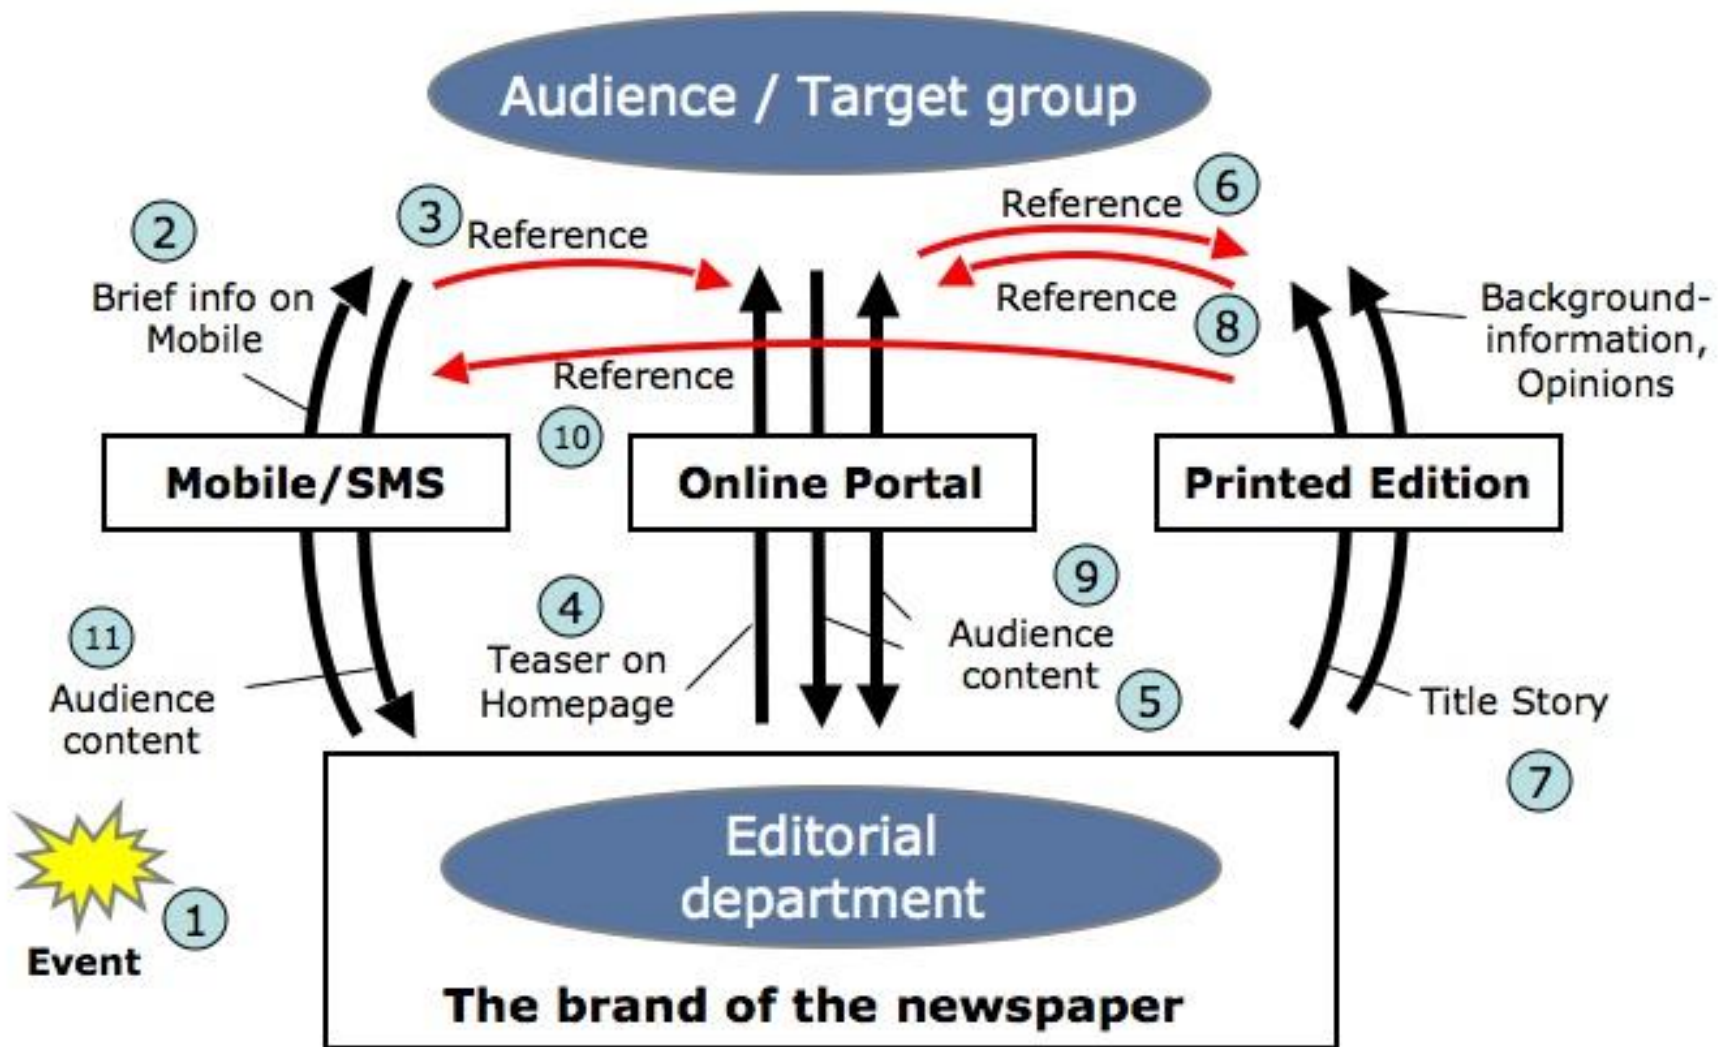 Audience / Target group
2
Brief info on
Mobile
3
Reference
Reference
6
Reference
8
Background-
information,
Opinions
Reference
10
Mobile/SMS
Online Portal
Printed Edition
11
Audience
content
4
Teaser on
Homepage
9
Audience
content
5
Title Story
7
Event
1
Editorial
department
The brand of the newspaper